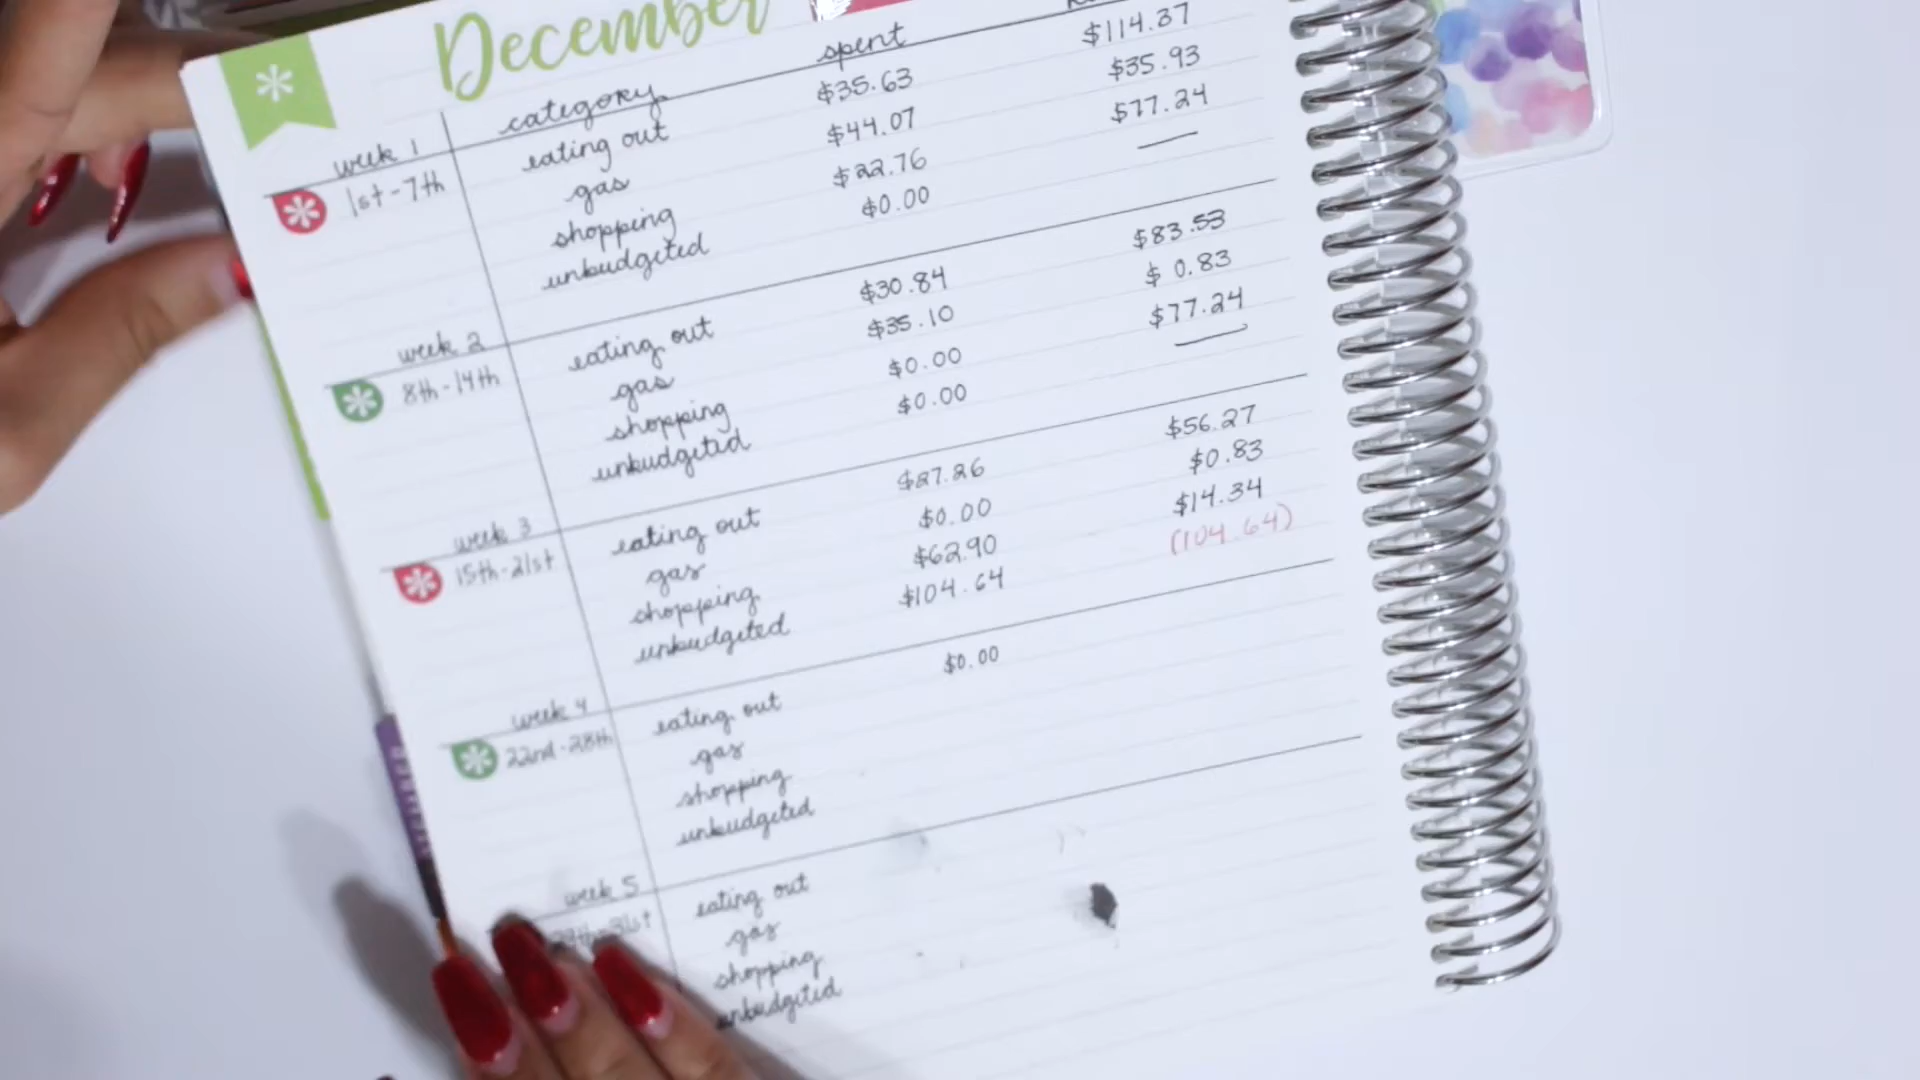 December
category spent
week 1 eating out $35.63 $114.37
1st-7th gas $44.07 $35.93
shopping $22.76 $77.24
unbudgeted $0.00 —
week 2 eating out $30.84 $83.53
8th-14th gas $35.10 $0.83
shopping $0.00 $77.24
unbudgeted $0.00 —
week 3 eating out $27.26 $56.27
15th-21st gas $0.00 $0.83
shopping $62.90 $14.34
unbudgeted $104.64 (104.64)
week 4 eating out $0.00
22nd-28th gas
shopping
unbudgeted
week 5 eating out
29th-31st gas
shopping
unbudgeted